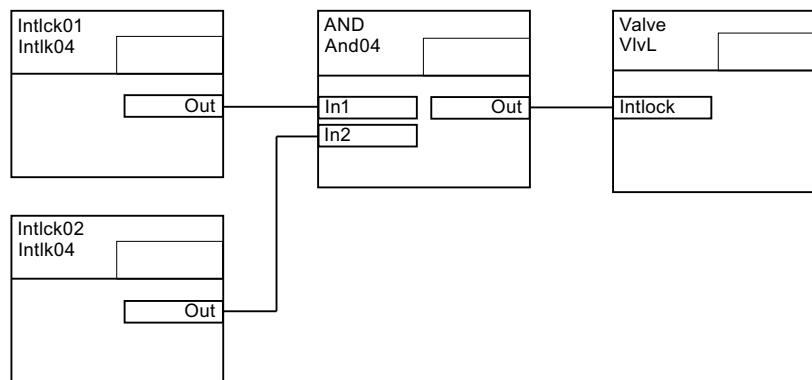 Intlck01
Intlk04
Out
AND
And04
In1
Out
In2
Valve
VlvL
Intlock
Intlck02
Intlk04
Out